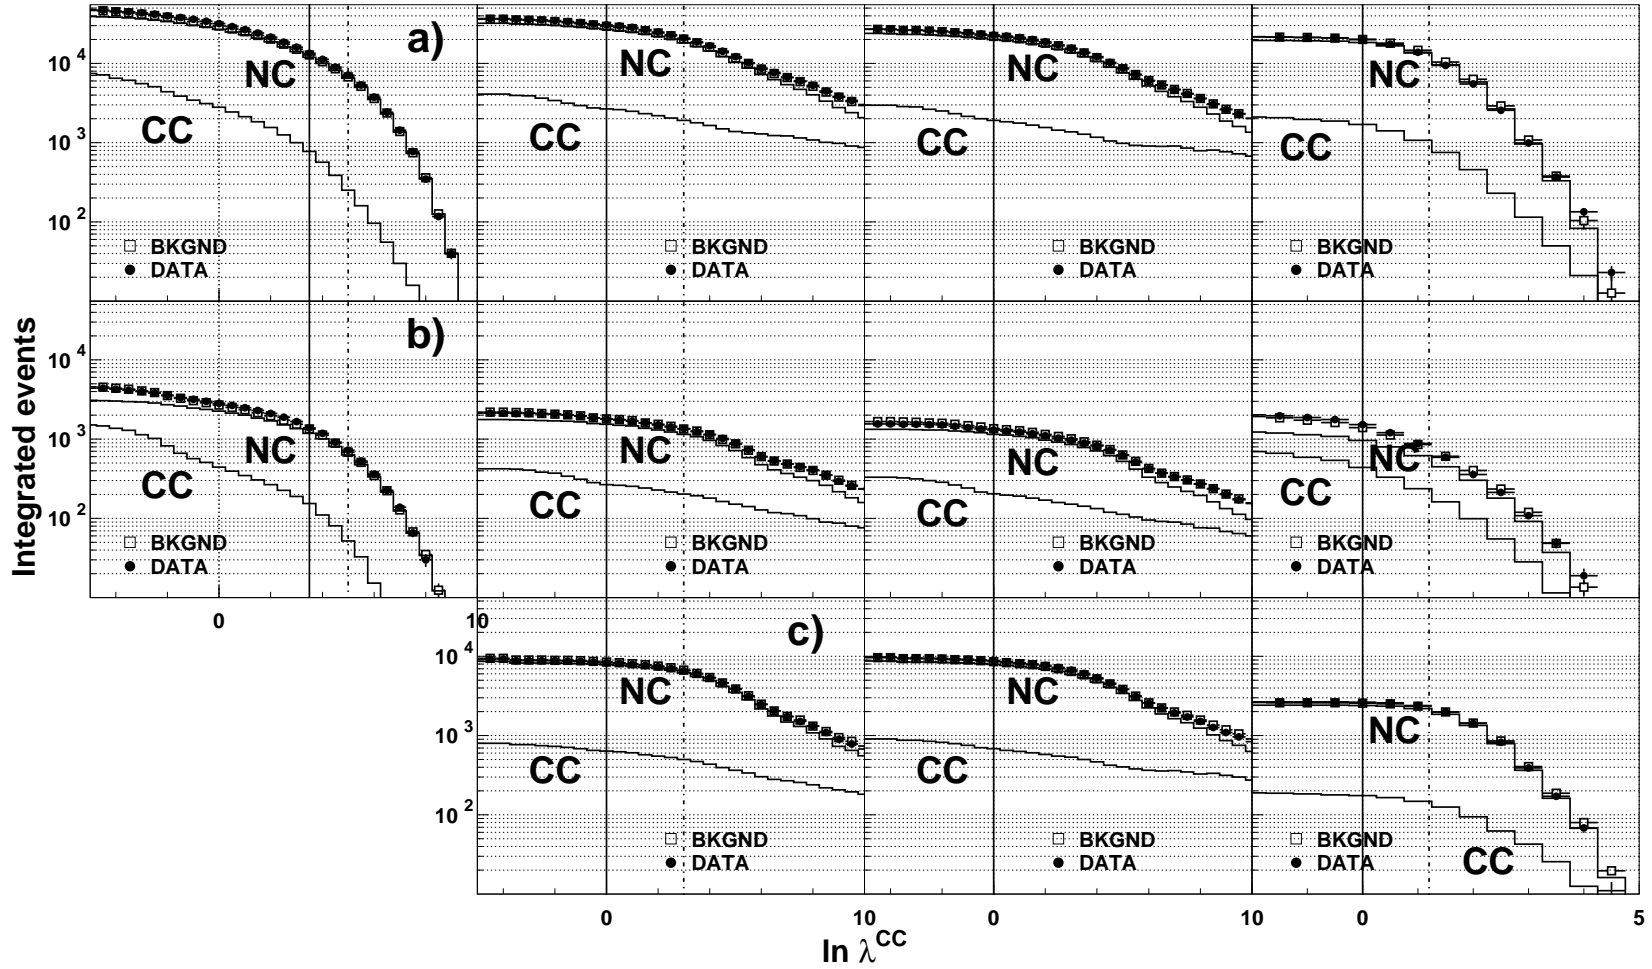 a)
10 4
10 3
10 2
NC
CC
BKGND
DATA
NC
CC
BKGND
DATA
NC
CC
BKGND
DATA
NC
CC
BKGND
DATA
Integrated events
b)
10 4
10 3
10 2
NC
CC
BKGND
DATA
NC
CC
BKGND
DATA
NC
CC
BKGND
DATA
NC
CC
BKGND
DATA
0
10
c)
10 4
10 3
10 2
NC
CC
BKGND
DATA
NC
CC
BKGND
DATA
NC
CC
BKGND
DATA
0 10 0 10 0 5
ln λCC